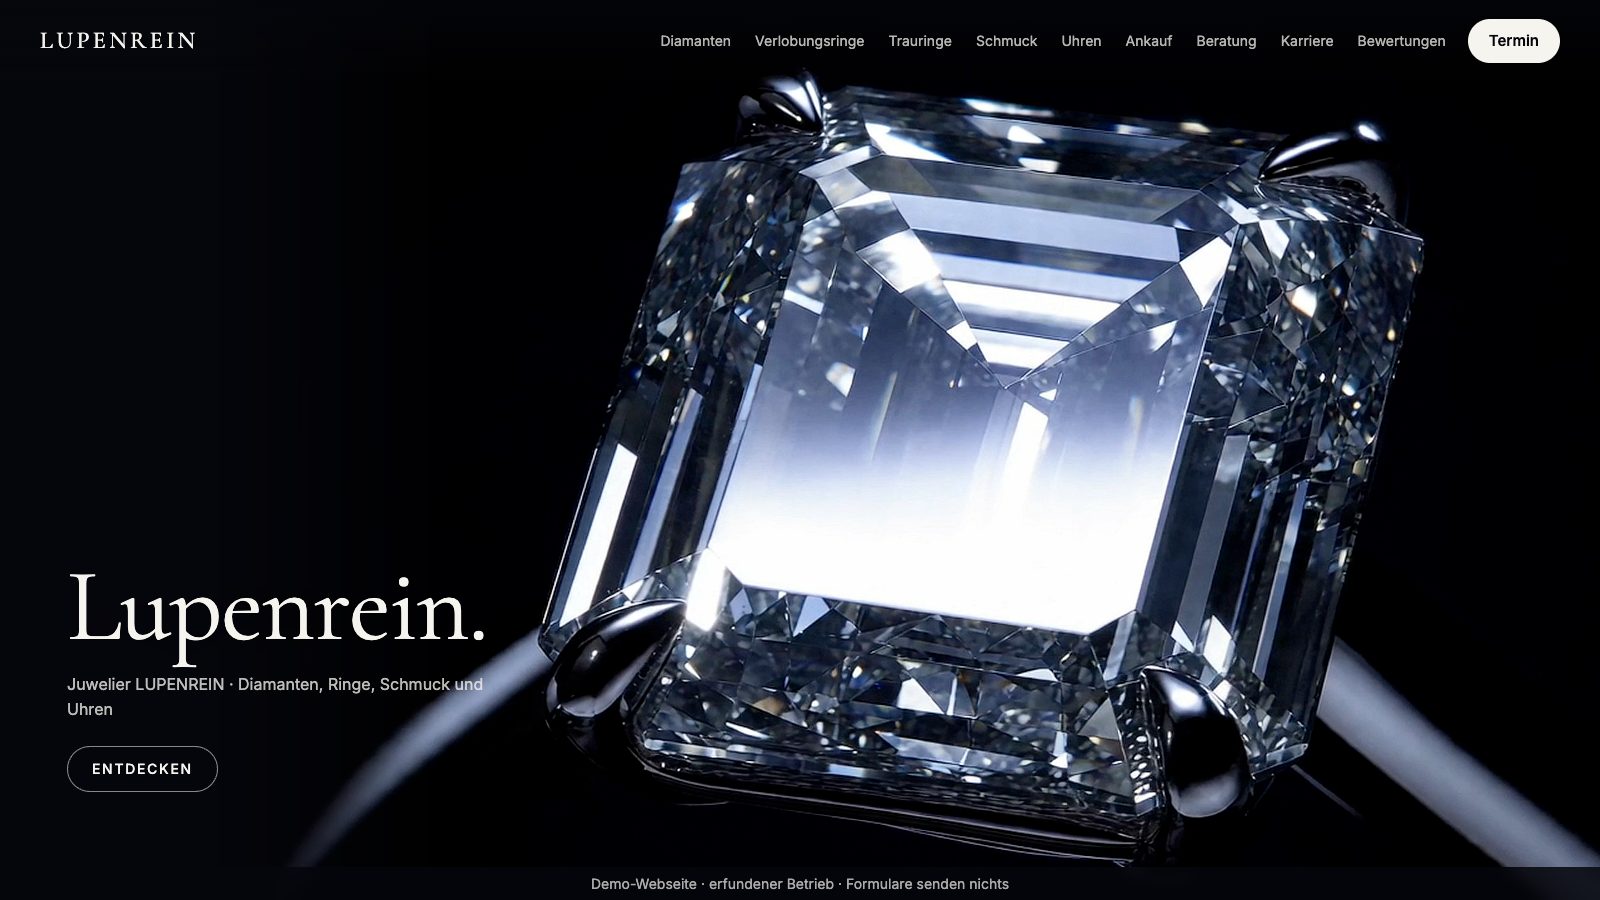 LUPENREIN
Diamanten Verlobungsringe Trauringe Schmuck Uhren Ankauf Beratung Karriere Bewertungen Termin
Lupenrein.
Juwelier LUPENREIN · Diamanten, Ringe, Schmuck und
Uhren
ENTDECKEN
Demo-Webseite · erfundener Betrieb · Formulare senden nichts